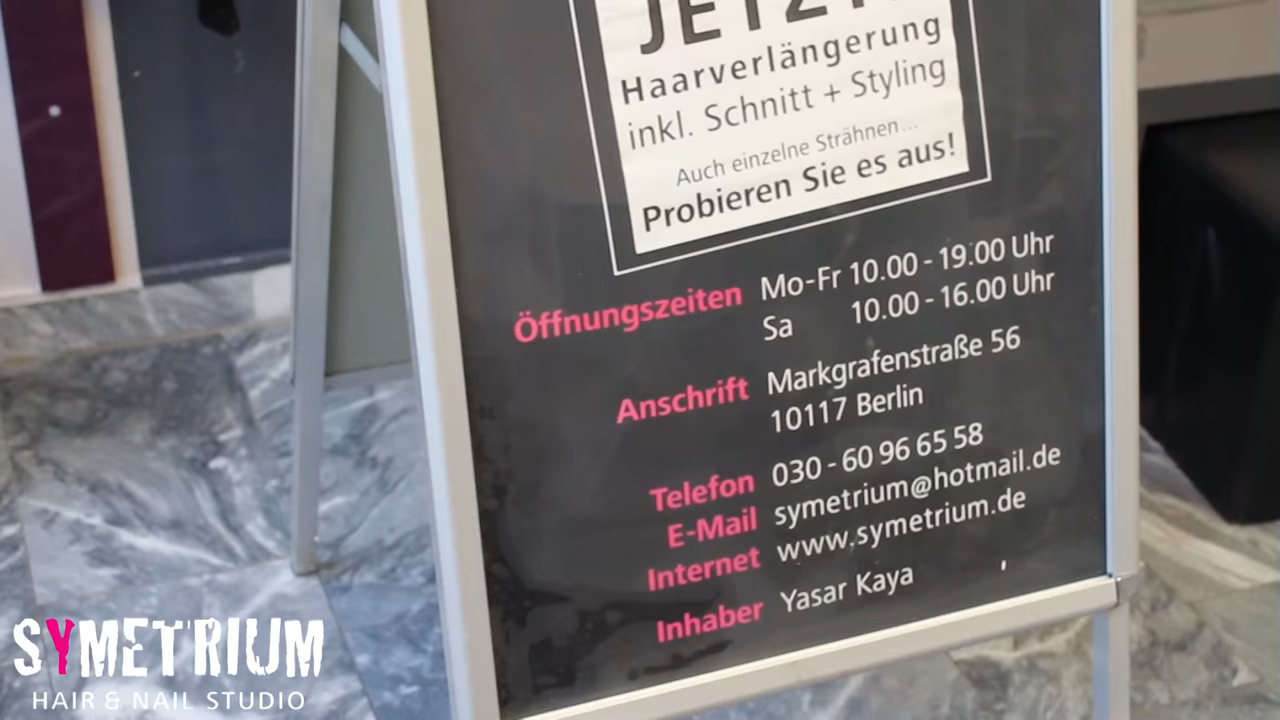 JETZT
Haarverlängerung
inkl. Schnitt + Styling
Auch einzelne Strähnen...
Probieren Sie es aus!
Öffnungszeiten Mo-Fr 10.00 - 19.00 Uhr
Sa 10.00 - 16.00 Uhr
Anschrift Markgrafenstraße 56
10117 Berlin
Telefon 030 - 60 96 65 58
E-Mail symetrium@hotmail.de
Internet www.symetrium.de
Inhaber Yasar Kaya
SYMETRIUM
HAIR & NAIL STUDIO